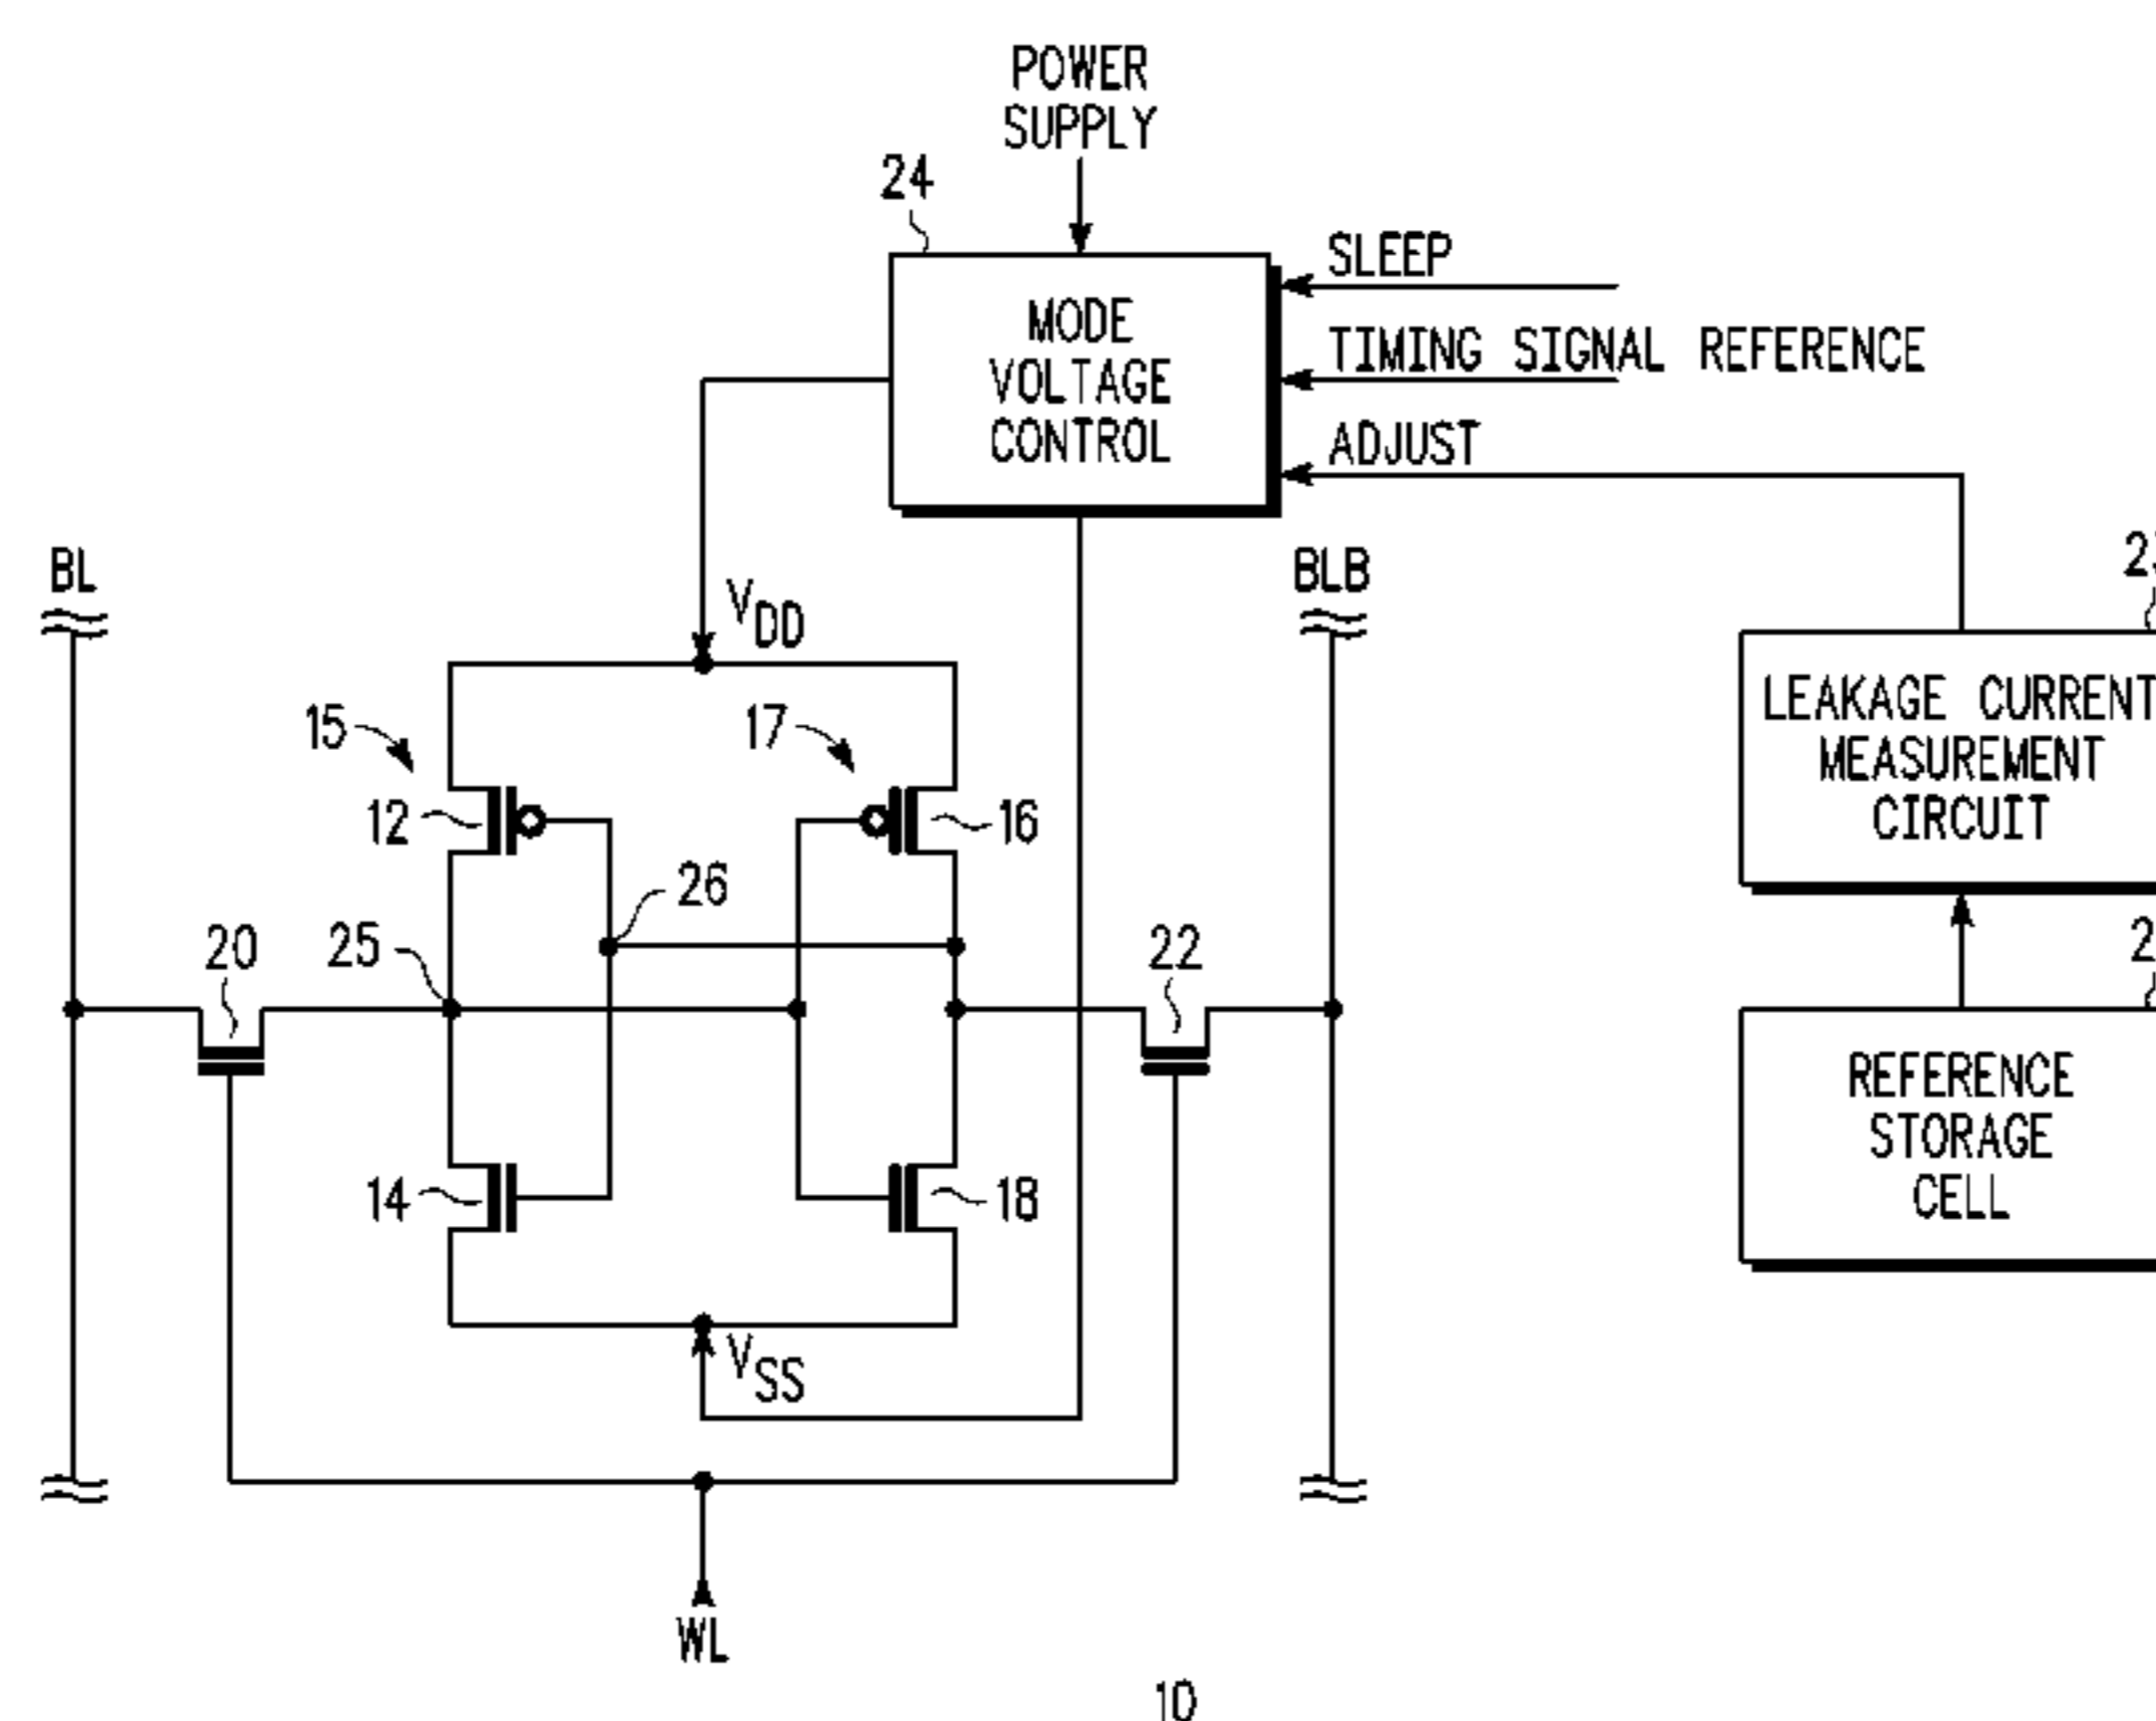 POWER
SUPPLY
24
SLEEP
MODE
VOLTAGE
CONTROL
TIMING SIGNAL REFERENCE
ADJUST
BL
BLB
VDD
15
17
LEAKAGE CURRENT
MEASUREMENT
CIRCUIT
12
16
26
20
25
22
REFERENCE
STORAGE
CELL
14
18
VSS
WL
10